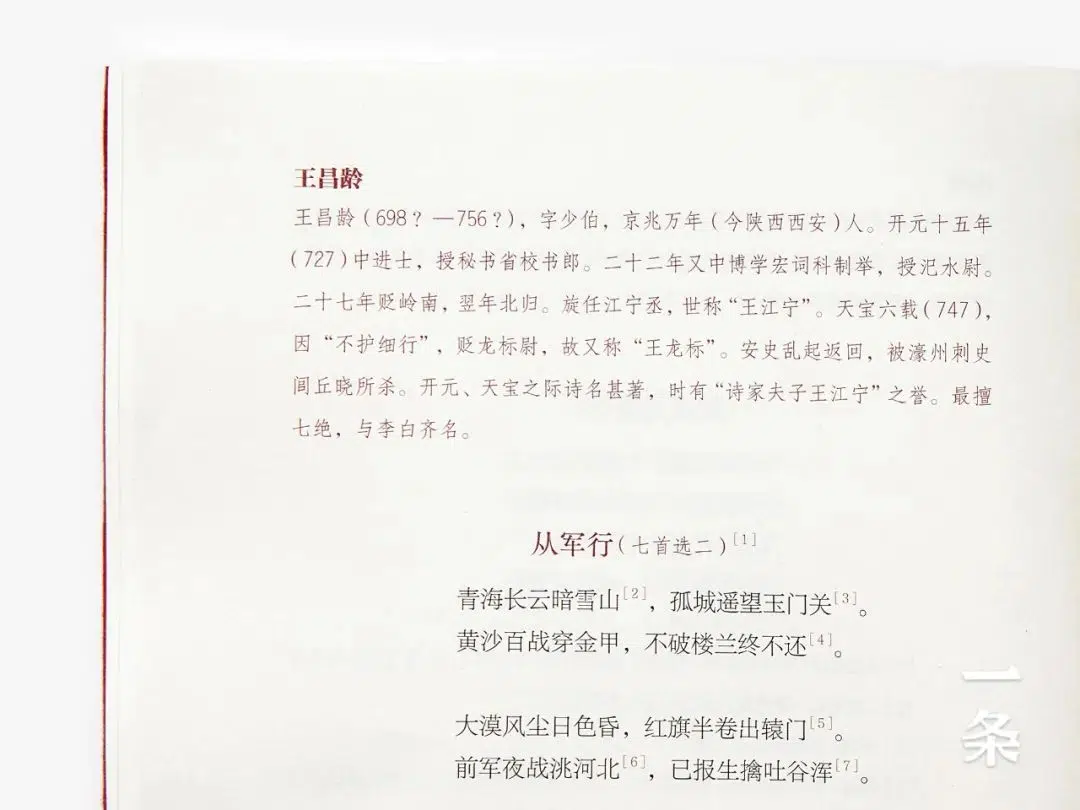 王昌龄
王昌龄(698？—756？)，字少伯，京兆万年(今陕西西安)人。开元十五年
(727)中进士，授秘书省校书郎。二十二年又中博学宏词科制举，授汜水尉。
二十七年贬岭南，翌年北归。旋任江宁丞，世称“王江宁”。天宝六载(747)，
因“不护细行”，贬龙标尉，故又称“王龙标”。安史乱起返回，被濠州刺史
闾丘晓所杀。开元、天宝之际诗名甚著，时有“诗家夫子王江宁”之誉。最擅
七绝，与李白齐名。
从军行(七首选二)[1]
青海长云暗雪山[2]，孤城遥望玉门关[3]。
黄沙百战穿金甲，不破楼兰终不还[4]。
大漠风尘日色昏，红旗半卷出辕门[5]。
前军夜战洮河北[6]，已报生擒吐谷浑[7]。
一条